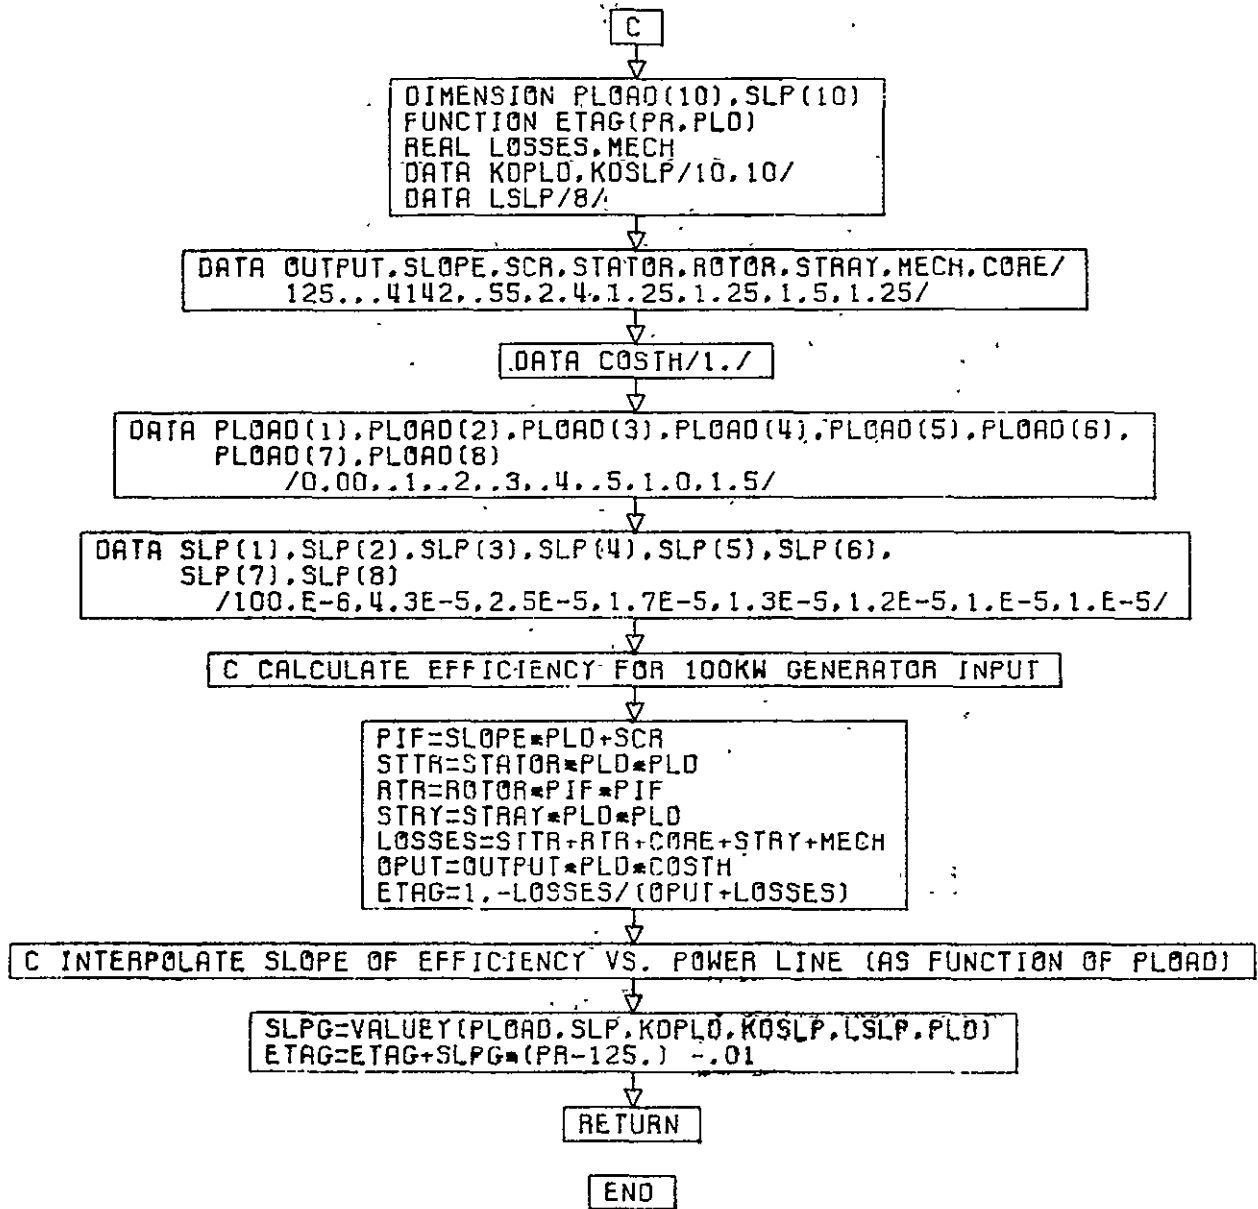 C
DIMENSION PLOAD(10),SLP(10)
FUNCTION ETAG(PR,PLD)
REAL LOSSES,MECH
DATA KDPLD,KDSLP/10,10/
DATA LSLP/8/
DATA OUTPUT,SLOPE,SCR,STATOR,ROTOR,STRAY,MECH,CORE/
125.,.4142,.55,2.4,1.25,1.25,1.5,1.25/
DATA COSTH/1./
DATA PLOAD(1),PLOAD(2),PLOAD(3),PLOAD(4),PLOAD(5),PLOAD(6),
PLOAD(7),PLOAD(8)
/0.00,.1,.2,.3,.4,.5,1.0,1.5/
DATA SLP(1),SLP(2),SLP(3),SLP(4),SLP(5),SLP(6),
SLP(7),SLP(8)
/100.E-6,4.3E-5,2.5E-5,1.7E-5,1.3E-5,1.2E-5,1.E-5,1.E-5/
C CALCULATE EFFICIENCY FOR 100KW GENERATOR INPUT
PIF=SLOPE*PLD+SCR
STTR=STATOR*PLD*PLD
RTR=ROTOR*PIF*PIF
STRY=STRAY*PLD*PLD
LOSSES=STTR+RTR+CORE+STRY+MECH
OPUT=OUTPUT*PLD*COSTH
ETAG=1.-LOSSES/(OPUT+LOSSES)
C INTERPOLATE SLOPE OF EFFICIENCY VS. POWER LINE (AS FUNCTION OF PLOAD)
SLPG=VALUEY(PLOAD,SLP,KDPLD,KDSLP,LSLP,PLD)
ETAG=ETAG+SLPG*(PR-125.) -.01
RETURN
END